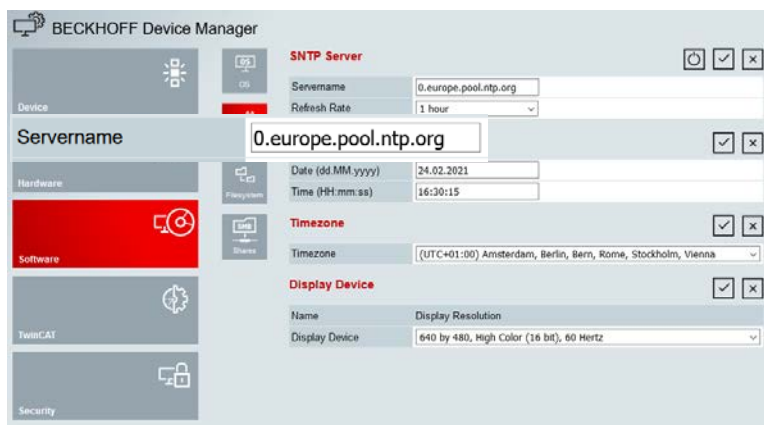 BECKHOFF Device Manager
Device
Servername
Hardware
Software
TwinCAT
Security
OS
OS
Filesystem
SMB
Shares
SNTP Server
Servername 0.europe.pool.ntp.org
Refresh Rate 1 hour
0.europe.pool.ntp.org
Date (dd.MM.yyyy) 24.02.2021
Time (HH:mm:ss) 16:30:15
Timezone
Timezone (UTC+01:00) Amsterdam, Berlin, Bern, Rome, Stockholm, Vienna
Display Device
Name Display Resolution
Display Device 640 by 480, High Color (16 bit), 60 Hertz